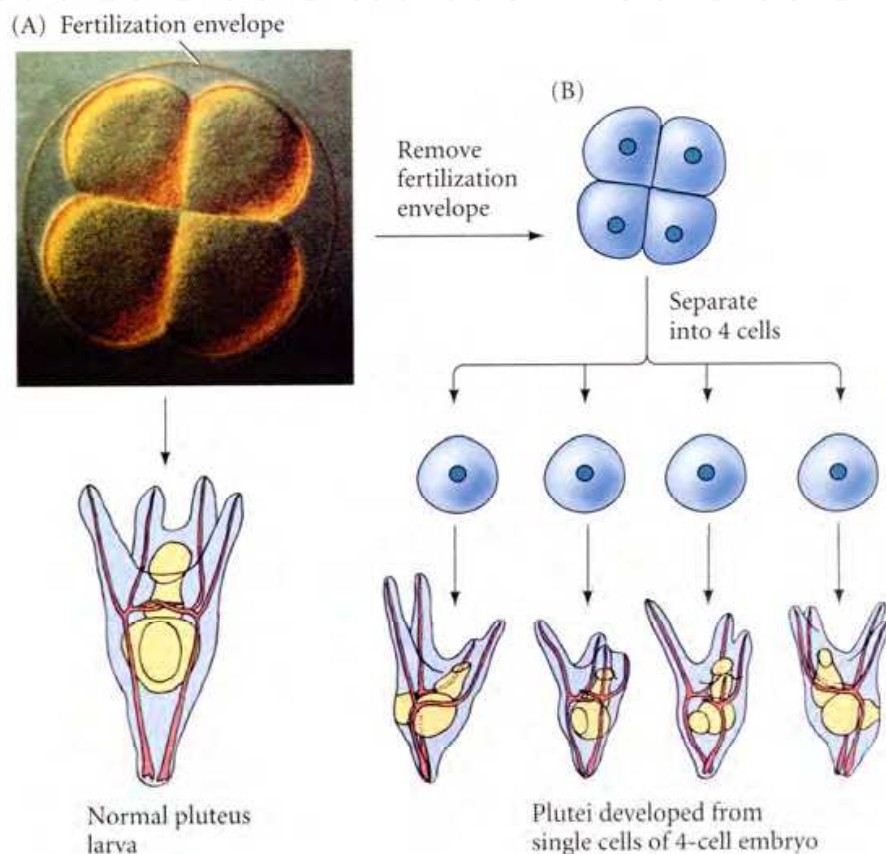 (A) Fertilization envelope
(B)
Remove
fertilization
envelope
Separate
into 4 cells
Normal pluteus
larva
Plutei developed from
single cells of 4-cell embryo